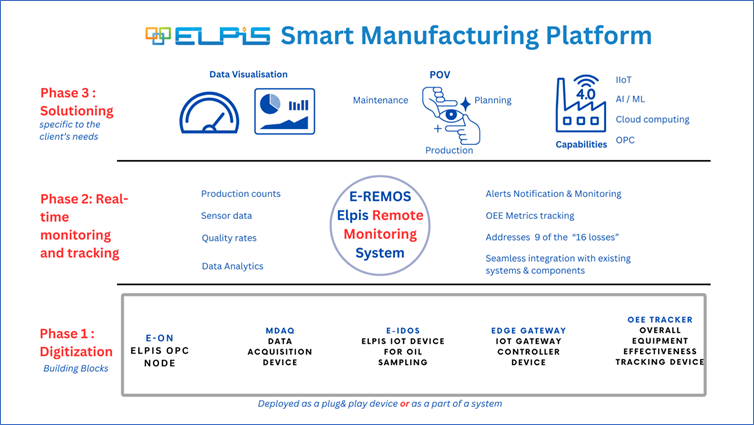 ELPIS Smart Manufacturing Platform
Phase 3 :
Solutioning
specific to the
client's needs
Data Visualisation
POV
Maintenance
Planning
Production
4.0
Capabilities
IIoT
AI / ML
Cloud computing
OPC
Phase 2: Real-
time
monitoring
and tracking
Production counts
Sensor data
Quality rates
Data Analytics
E-REMOS
Elpis Remote
Monitoring
System
Alerts Notification & Monitoring
OEE Metrics tracking
Addresses 9 of the “16 losses”
Seamless integration with existing
systems & components
Phase 1 :
Digitization
Building Blocks
E-ON
ELPIS OPC
NODE
MDAQ
DATA
ACQUISITION
DEVICE
E-IDOS
ELPIS IOT DEVICE
FOR OIL
SAMPLING
EDGE GATEWAY
IOT GATEWAY
CONTROLLER
DEVICE
OEE TRACKER
OVERALL
EQUIPMENT
EFFECTIVENESS
TRACKING DEVICE
Deployed as a plug& play device or as a part of a system